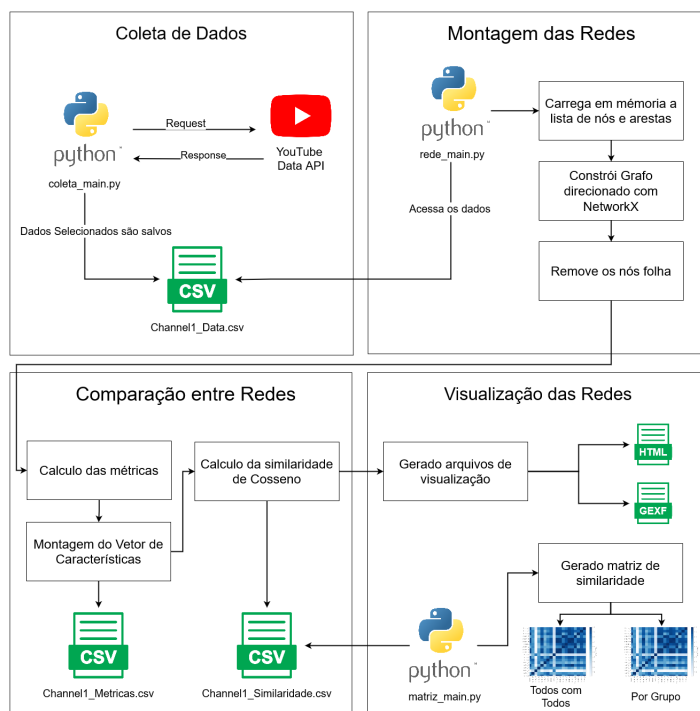 Coleta de Dados
python™
coleta_main.py
Request
Response
YouTube
Data API
Dados Selecionados são salvos
CSV
Channel1_Data.csv
Montagem das Redes
python™
rede_main.py
Acessa os dados
Carrega em mémoria a
lista de nós e arestas
Constrói Grafo
direcionado com
NetworkX
Remove os nós folha
Comparação entre Redes
Calculo das métricas
Montagem do Vetor de
Características
Calculo da similaridade
de Cosseno
CSV
Channel1_Metricas.csv
CSV
Channel1_Similaridade.csv
Visualização das Redes
Gerado arquivos de
visualização
HTML
GEXF
Gerado matriz de
similaridade
python™
matriz_main.py
Todos com
Todos
Por Grupo